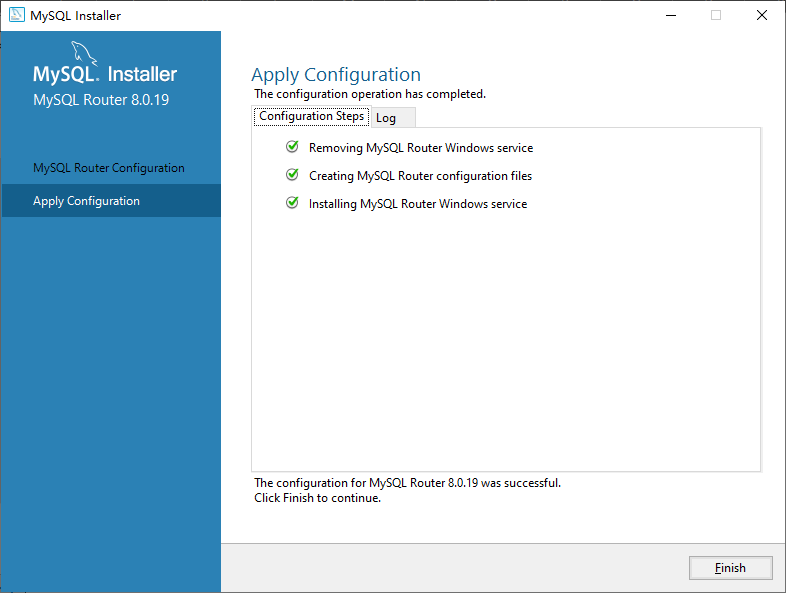 MySQL Installer
MySQL. Installer
MySQL Router 8.0.19
MySQL Router Configuration
Apply Configuration
Apply Configuration
The configuration operation has completed.
Configuration Steps
Log
Removing MySQL Router Windows service
Creating MySQL Router configuration files
Installing MySQL Router Windows service
The configuration for MySQL Router 8.0.19 was successful.
Click Finish to continue.
Finish